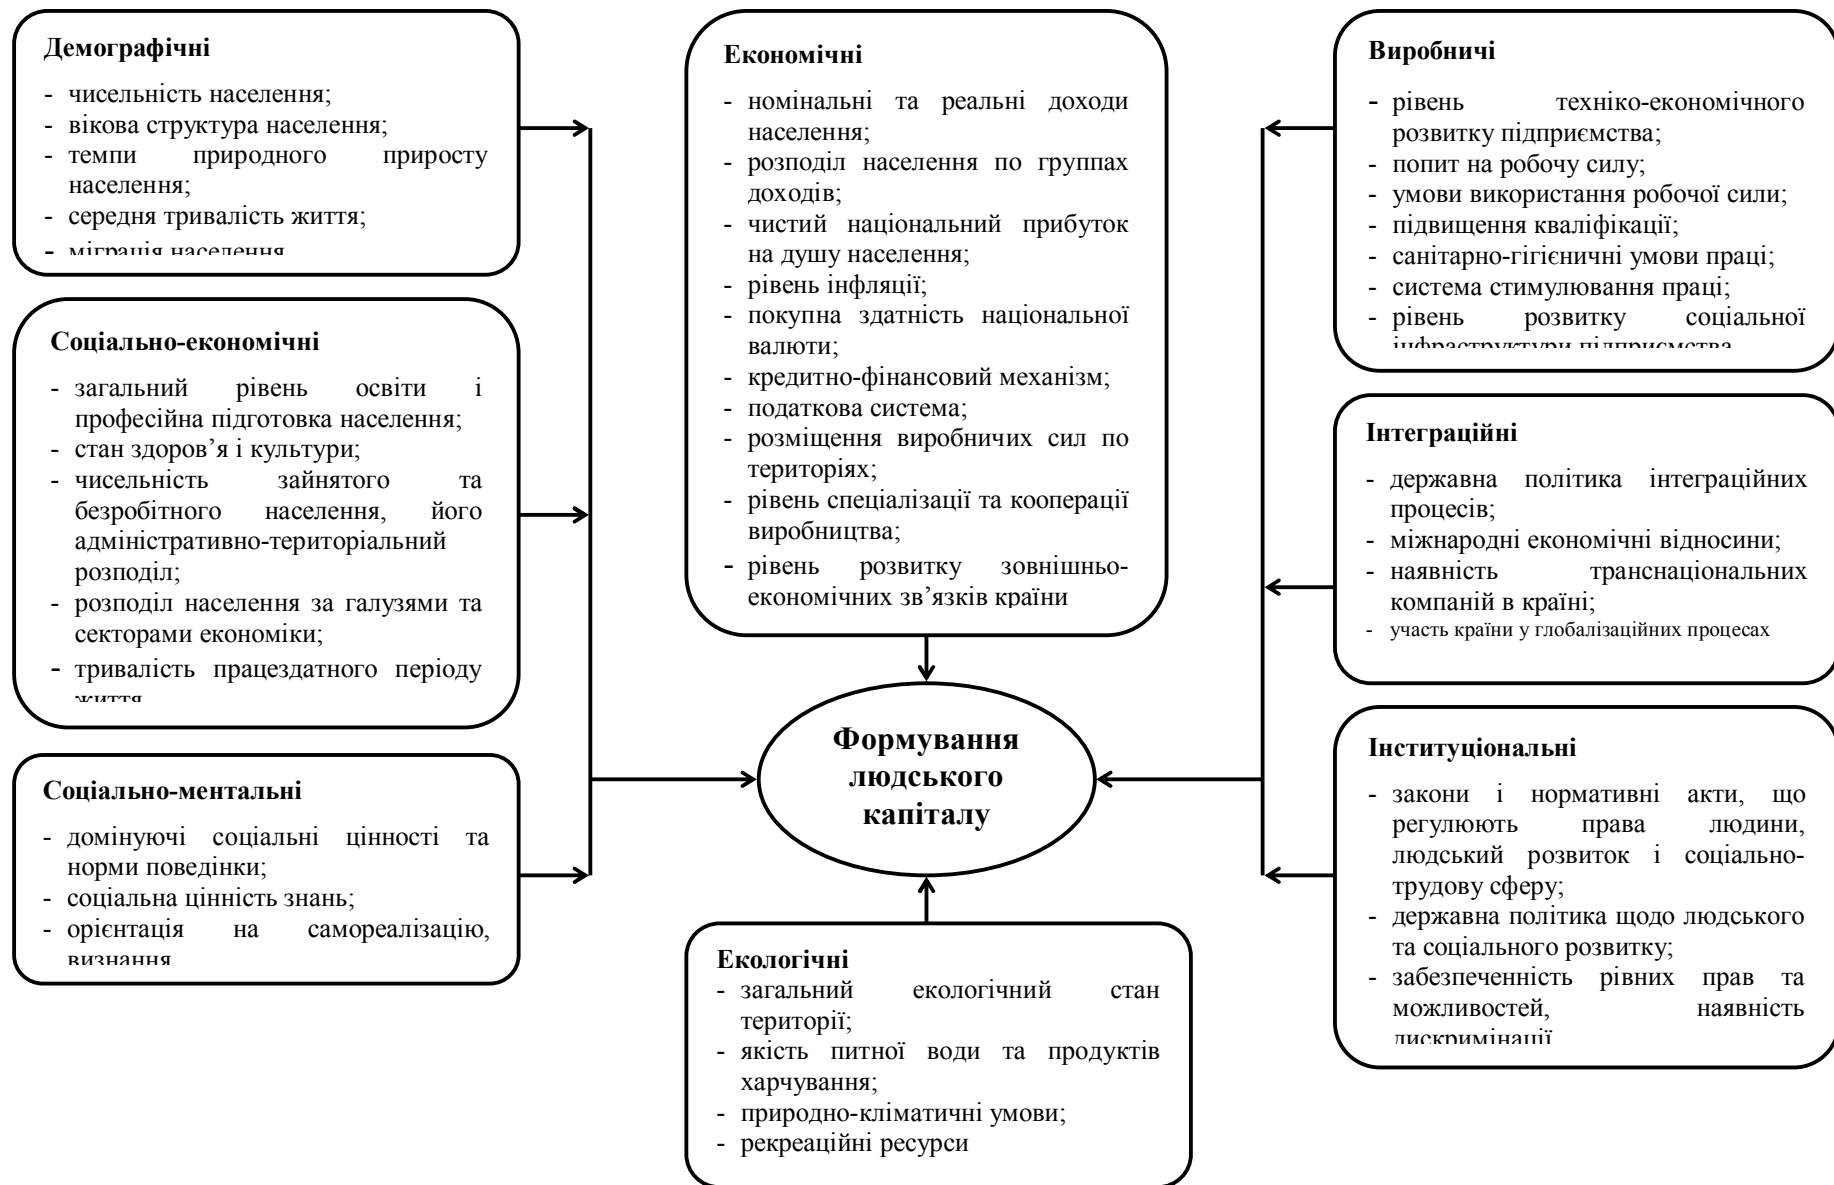 Демографічні
- чисельність населення;
- вікова структура населення;
- темпи природного приросту
населення;
- середня тривалість життя;
- міграція населення
Соціально-економічні
- загальний рівень освіти і
професійна підготовка населення;
- стан здоров’я і культури;
- чисельність зайнятого та
безробітного населення, його
адміністративно-територіальний
розподіл;
- розподіл населення за галузями та
секторами економіки;
- тривалість працездатного періоду
життя
Соціально-ментальні
- домінуючі соціальні цінності та
норми поведінки;
- соціальна цінність знань;
- орієнтація на самореалізацію,
визнання
Економічні
- номінальні та реальні доходи
населення;
- розподіл населення по группах
доходів;
- чистий національний прибуток
на душу населення;
- рівень інфляції;
- покупна здатність національної
валюти;
- кредитно-фінансовий механізм;
- податкова система;
- розміщення виробничих сил по
територіях;
- рівень спеціалізації та кооперації
виробництва;
- рівень розвитку зовнішньо-
економічних зв’язків країни
Формування
людського
капіталу
Екологічні
- загальний екологічний стан
території;
- якість питної води та продуктів
харчування;
- природно-кліматичні умови;
- рекреаційні ресурси
Виробничі
- рівень техніко-економічного
розвитку підприємства;
- попит на робочу силу;
- умови використання робочої сили;
- підвищення кваліфікації;
- санітарно-гігієничні умови праці;
- система стимулювання праці;
- рівень розвитку соціальної
інфраструктури підприємства
Інтеграційні
- державна політика інтеграційних
процесів;
- міжнародні економічні відносини;
- наявність транснаціональних
компаній в країні;
- участь країни у глобалізаційних процесах
Інституціональні
- закони і нормативні акти, що
регулюють права людини,
людський розвиток і соціально-
трудову сферу;
- державна політика щодо людського
та соціального розвитку;
- забезпеченність рівних прав та
можливостей, наявність
дискримінації